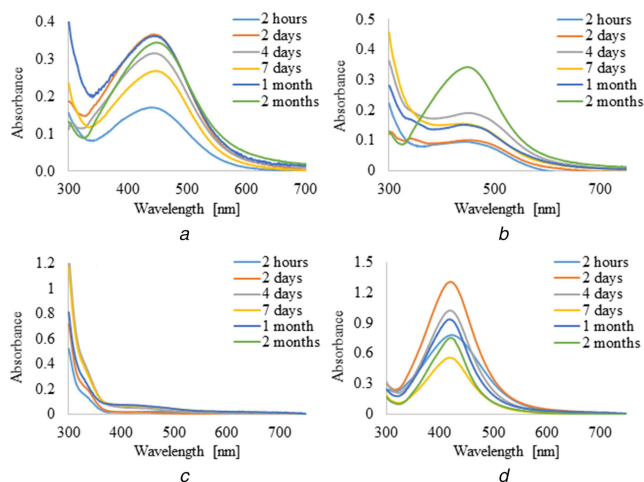 0.4
0.3
0.2
0.1
0.0
Absorbance
300 400 500 600 700
Wavelength [nm]
2 hours
2 days
4 days
7 days
1 month
2 months
a
0.5
0.4
0.3
0.2
0.1
0
Absorbance
300 500 700
Wavelength [nm]
2 hours
2 days
4 days
7 days
1 month
2 months
b
1.2
1
0.8
0.6
0.4
0.2
0
Absorbance
300 400 500 600 700
Wavelength [nm]
2 hours
2 days
4 days
7 days
1 month
2 months
c
1.5
1.2
0.9
0.6
0.3
0
Absorbance
300 400 500 600 700
Wavelength [nm]
2 hours
2 days
4 days
7 days
1 month
2 months
d